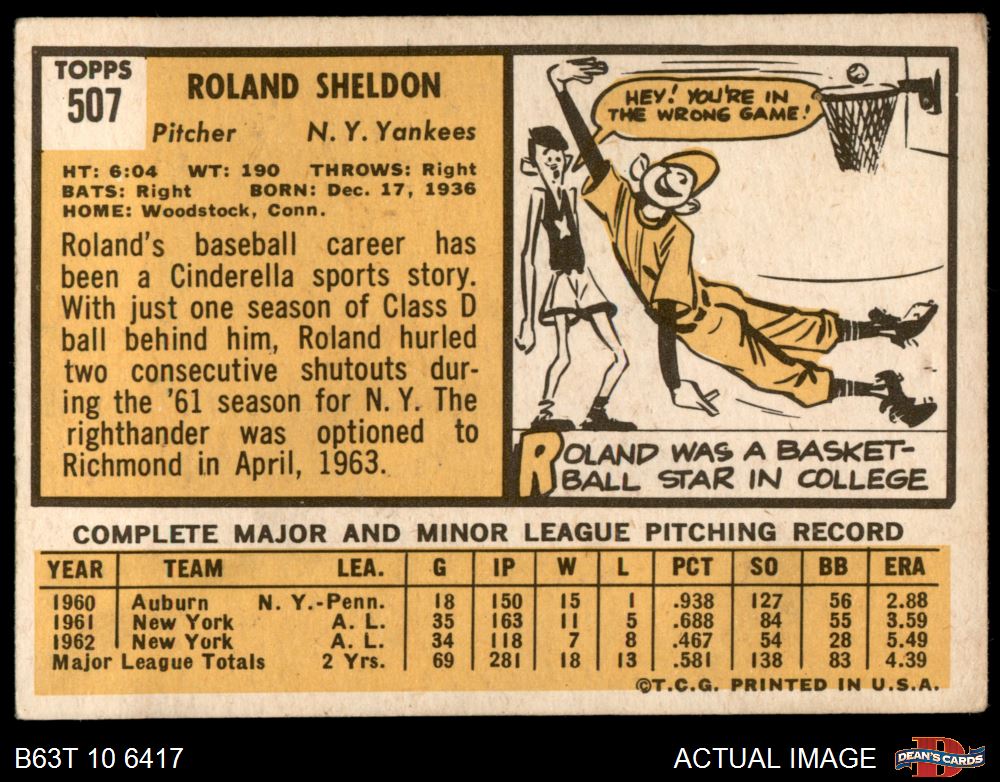 TOPPS
507
ROLAND SHELDON
Pitcher N. Y. Yankees
HT: 6:04 WT: 190 THROWS: Right
BATS: Right BORN: Dec. 17, 1936
HOME: Woodstock, Conn.
Roland's baseball career has
been a Cinderella sports story.
With just one season of Class D
ball behind him, Roland hurled
two consecutive shutouts dur-
ing the '61 season for N. Y. The
righthander was optioned to
Richmond in April, 1963.
HEY! YOU'RE IN
THE WRONG GAME!
ROLAND WAS A BASKET-
BALL STAR IN COLLEGE
COMPLETE MAJOR AND MINOR LEAGUE PITCHING RECORD
YEAR TEAM LEA. G IP W L PCT SO BB ERA
1960 Auburn N. Y.-Penn. 18 150 15 1 .938 127 56 2.88
1961 New York A. L. 35 163 11 5 .688 84 55 3.59
1962 New York A. L. 34 118 7 8 .467 54 28 5.49
Major League Totals 2 Yrs. 69 281 18 13 .581 138 83 4.39
©T.C.G. PRINTED IN U.S.A.
B63T 10 6417
ACTUAL IMAGE
D
DEAN'S CARDS